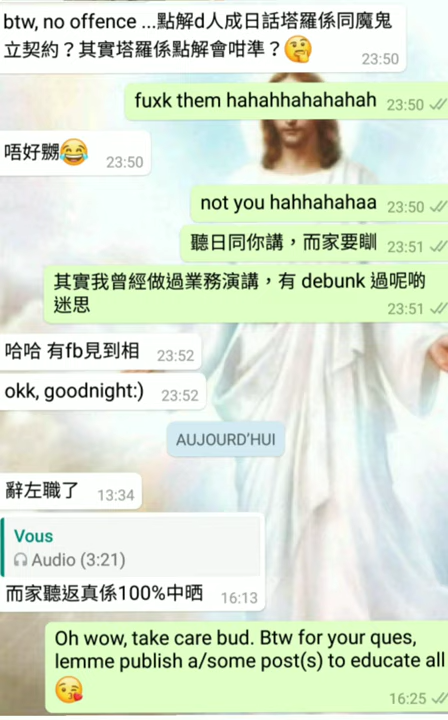 btw, no offence ...點解d人成日話塔羅係同魔鬼
立契約？其實塔羅係點解會咁準？🤔
23:50
fuxk them hahahhahahahah 23:50
唔好嬲😂 23:50
not you hahhahahaa 23:50
聽日同你講，而家要瞓 23:51
其實我曾經做過業務演講，有 debunk 過呢啲
迷思
23:51
哈哈 有fb見到相 23:52
okk, goodnight:) 23:52
AUJOURD'HUI
辭左職了 13:34
Vous
Audio (3:21)
而家聽返真係100%中晒 16:13
Oh wow, take care bud. Btw for your ques,
lemme publish a/some post(s) to educate all
😘
16:25